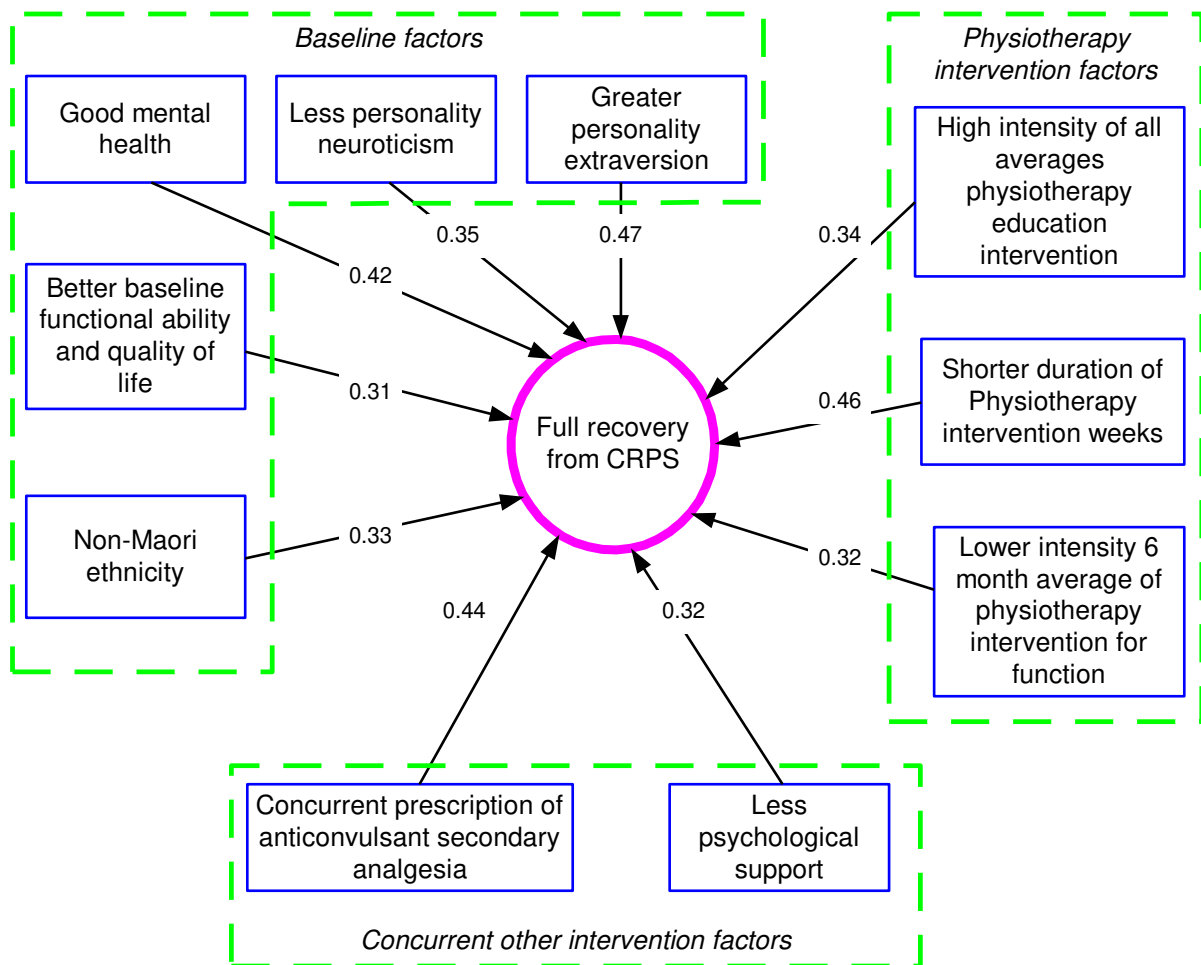 Baseline factors
Good mental
health
Less personality
neuroticism
Greater
personality
extraversion
Better baseline
functional ability
and quality of
life
Non-Maori
ethnicity
Physiotherapy
intervention factors
High intensity of all
averages
physiotherapy
education
intervention
Shorter duration of
Physiotherapy
intervention weeks
Lower intensity 6
month average of
physiotherapy
intervention for
function
0.42
0.35
0.47
0.34
0.31
0.46
0.33
0.32
0.44
0.32
Full recovery
from CRPS
Concurrent prescription of
anticonvulsant secondary
analgesia
Less
psychological
support
Concurrent other intervention factors